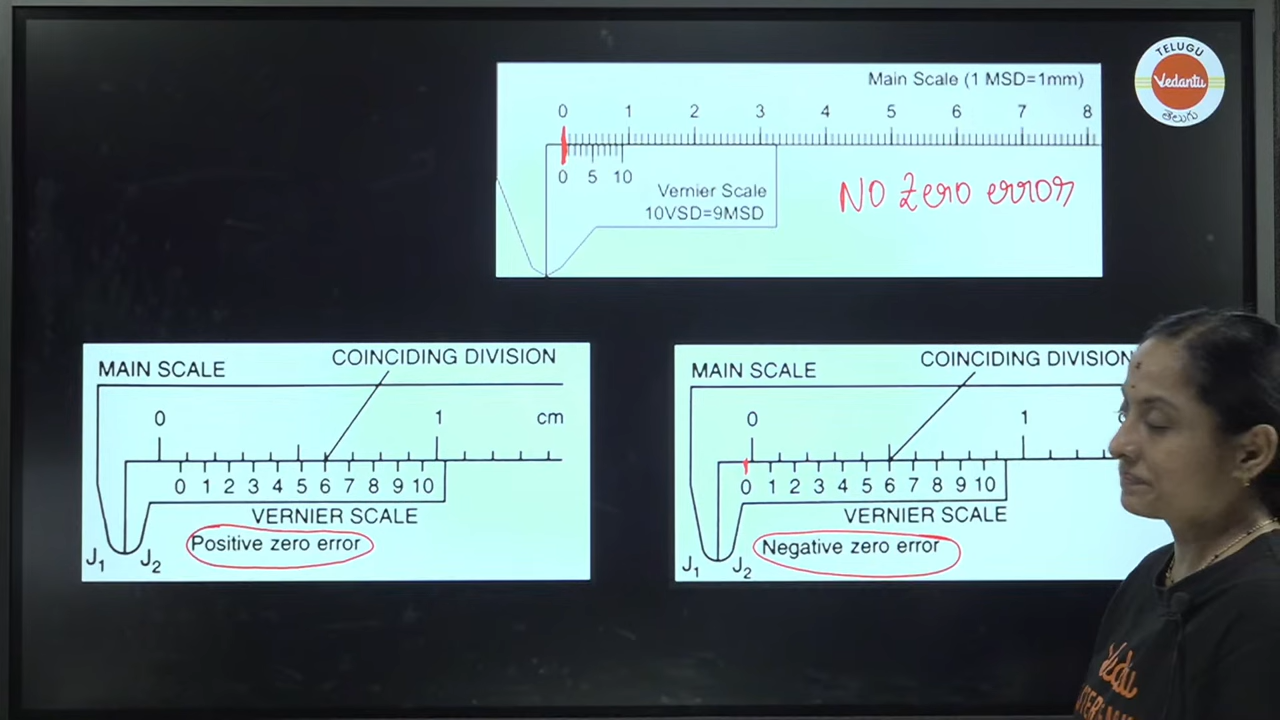 TELUGU
Vedantu
తెలుగు
Main Scale (1 MSD=1mm)
0 1 2 3 4 5 6 7 8
0 5 10
Vernier Scale
10VSD=9MSD
No Zero error
COINCIDING DIVISION
MAIN SCALE
0 1 cm
0 1 2 3 4 5 6 7 8 9 10
VERNIER SCALE
Positive zero error
J1 J2
COINCIDING DIVISION
MAIN SCALE
0 1
0 1 2 3 4 5 6 7 8 9 10
VERNIER SCALE
Negative zero error
J1 J2
Vedu